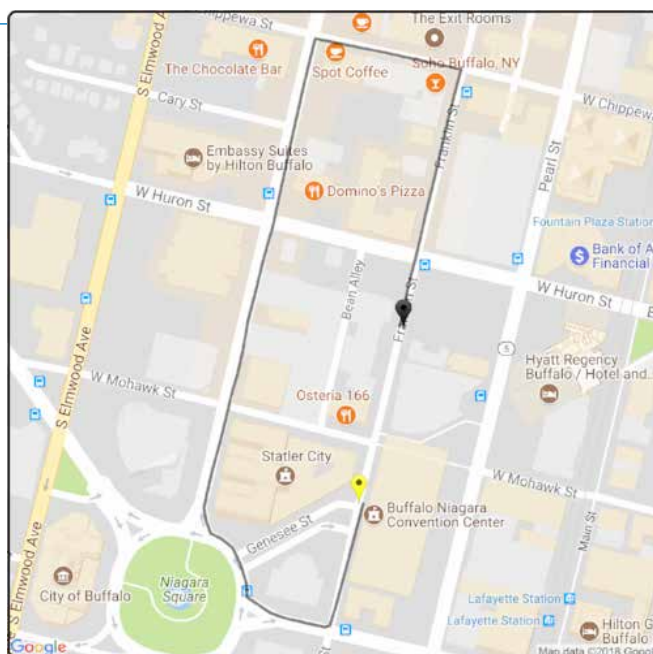 W Chippewa St
The Exit Rooms
The Chocolate Bar
Spot Coffee
Soho Buffalo, NY
S Elmwood Ave
Cary St
W Chippewa
Franklin St
Pearl St
Embassy Suites
by Hilton Buffalo
Domino's Pizza
W Huron St
Fountain Plaza Station
Bank of A
Financial
Bean Alley
W Huron St
E
5
Hyatt Regency
Buffalo / Hotel and...
S Elmwood Ave
W Mohawk St
Osteria 166
Statler City
W Mohawk St
Buffalo Niagara
Convention Center
Genesee St
Main St
S Elmwood Ave
City of Buffalo
Niagara
Square
Lafayette Station
Lafayette Station
Hilton G
Buffalo
Google
Map data ©2018 Google